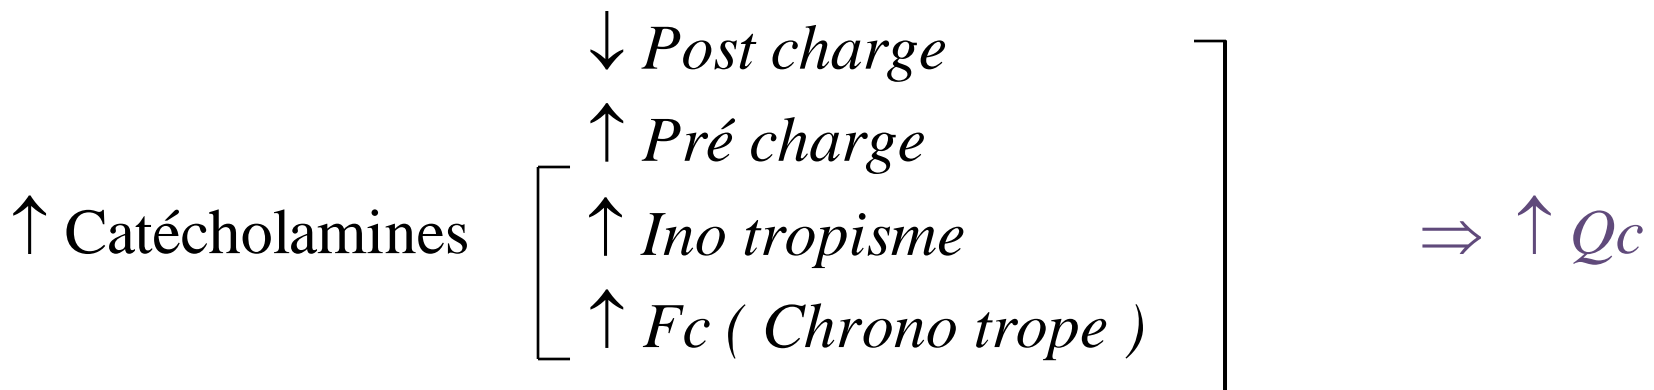 ↓ Post charge
↑ Pré charge
↑ Catécholamines ↑ Ino tropisme ⇒ ↑ Qc
↑ Fc ( Chrono trope )